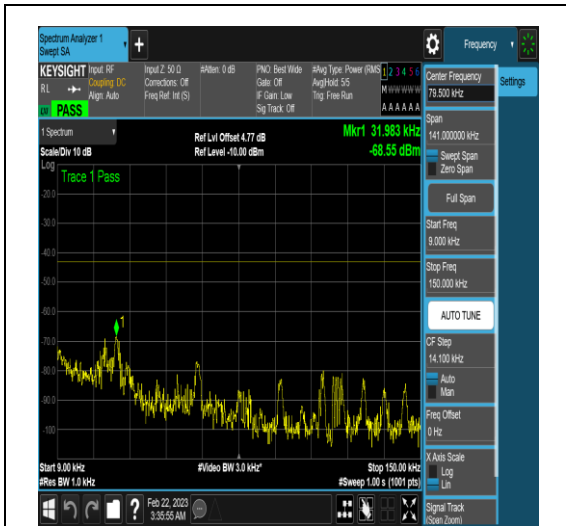 Spectrum Analyzer 1
Swept SA
Frequency
KEYSIGHT
RL
PASS
Input: RF
Coupling: DC
Align: Auto
Input Z: 50 Ω
Corrections: Off
Freq Ref: Int (S)
#Atten: 0 dB
PNO: Best Wide
Gate: Off
IF Gain: Low
Sig Track: Off
#Avg Type: Power (RMS
Avg|Hold: 5/5
Trig: Free Run
1 2 3 4 5 6
M W W W W W
A A A A A A
1 Spectrum
Scale/Div 10 dB
Ref Lvl Offset 4.77 dB
Ref Level -10.00 dBm
Mkr1 31.983 kHz
-68.55 dBm
Log
Trace 1 Pass
-20.0
-30.0
-40.0
-50.0
-60.0
-70.0
-80.0
-90.0
-100
1
Start 9.00 kHz
#Res BW 1.0 kHz
#Video BW 3.0 kHz*
Stop 150.00 kHz
#Sweep 1.00 s (1001 pts)
Feb 22, 2023
3:35:55 AM
?
Center Frequency
79.500 kHz
Settings
Span
141.000000 kHz
Swept Span
Zero Span
Full Span
Start Freq
9.000 kHz
Stop Freq
150.000 kHz
AUTO TUNE
CF Step
14.100 kHz
Auto
Man
Freq Offset
0 Hz
X Axis Scale
Log
Lin
Signal Track
(Span Zoom)